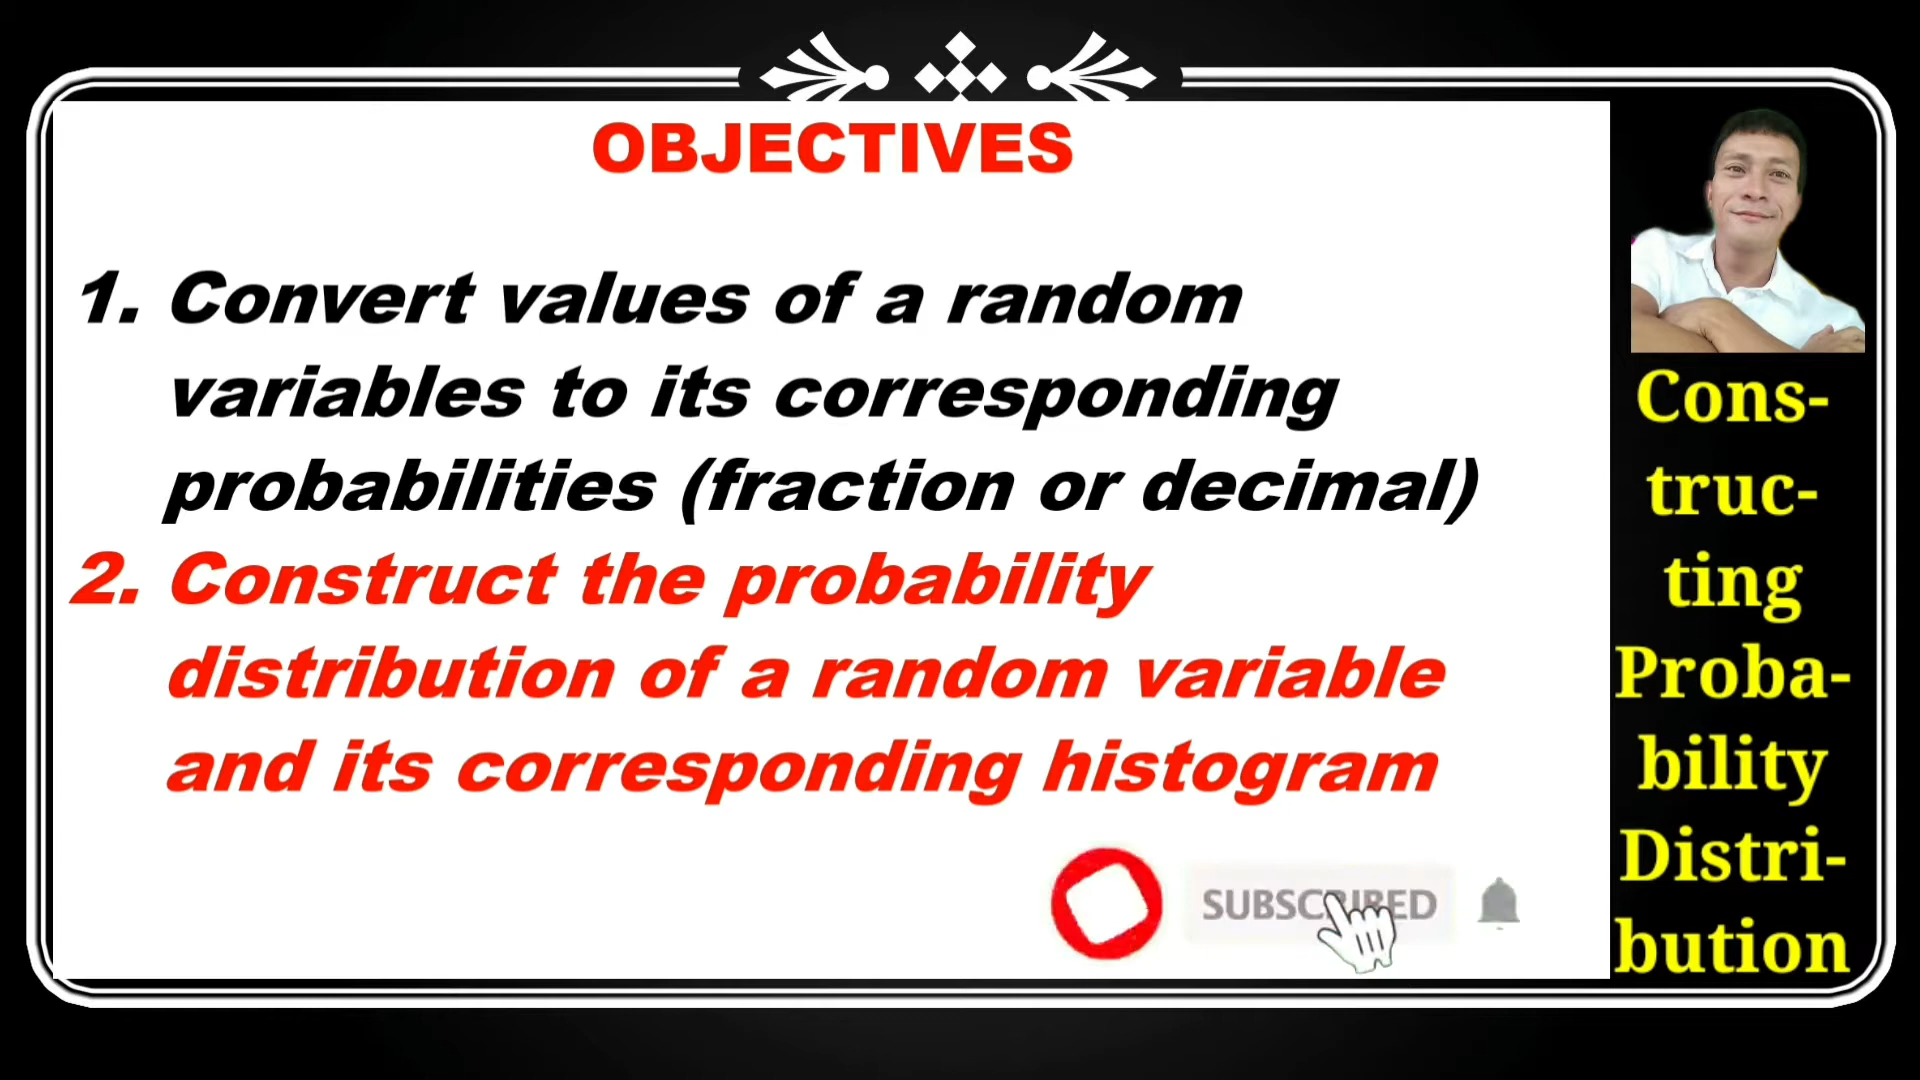 OBJECTIVES
1. Convert values of a random
variables to its corresponding
probabilities (fraction or decimal)
2. Construct the probability
distribution of a random variable
and its corresponding histogram
SUBSCRIBED
Cons-
truc-
ting
Proba-
bility
Distri-
bution